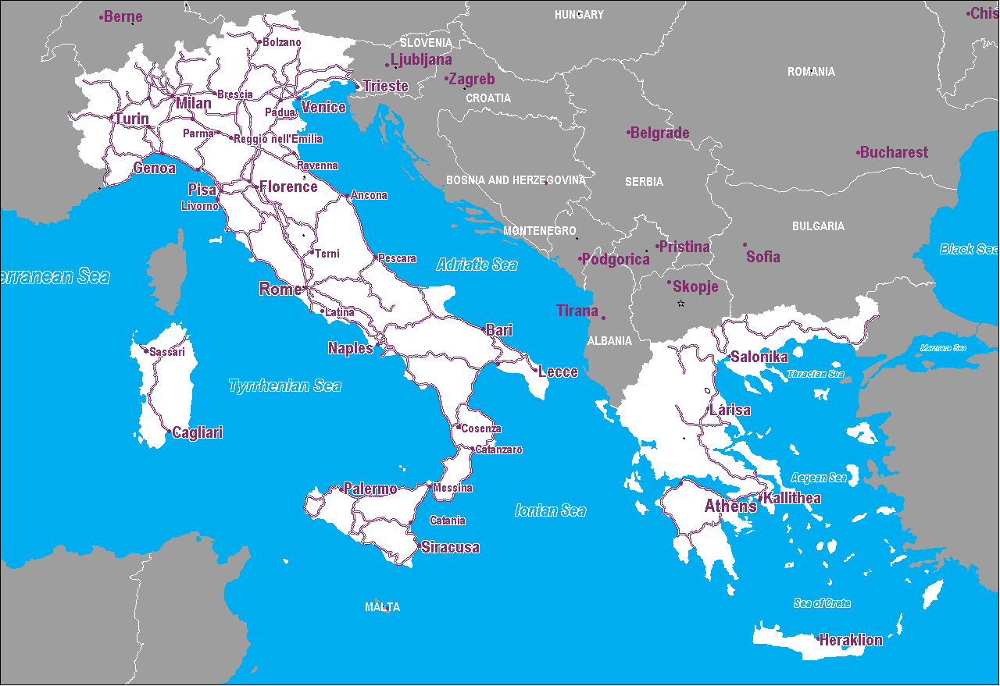 Berne
HUNGARY
Chis
Bolzano
SLOVENIA
Ljubljana
ROMANIA
Zagreb
Trieste
CROATIA
Brescia
Milan
Venice
Padua
Turin
Parma
Reggio nell'Emilia
Belgrade
Bucharest
Genoa
Ravenna
BOSNIA AND HERZEGOVINA
SERBIA
Pisa
Florence
Ancona
Livorno
BULGARIA
MONTENEGRO
Pristina
Black Sea
Terni
Pescara
Podgorica
Sofia
Adriatic Sea
erranean Sea
Rome
Skopje
Latina
Tirana
Bari
ALBANIA
Naples
Marmara Sea
Sassari
Salonika
Lecce
Thracian Sea
Tyrrhenian Sea
Lárisa
Cosenza
Cagliari
Catanzaro
Aegean Sea
Palermo
Messina
Kallithea
Athens
Ionian Sea
Catania
Siracusa
Sea of Crete
MALTA
Heraklion